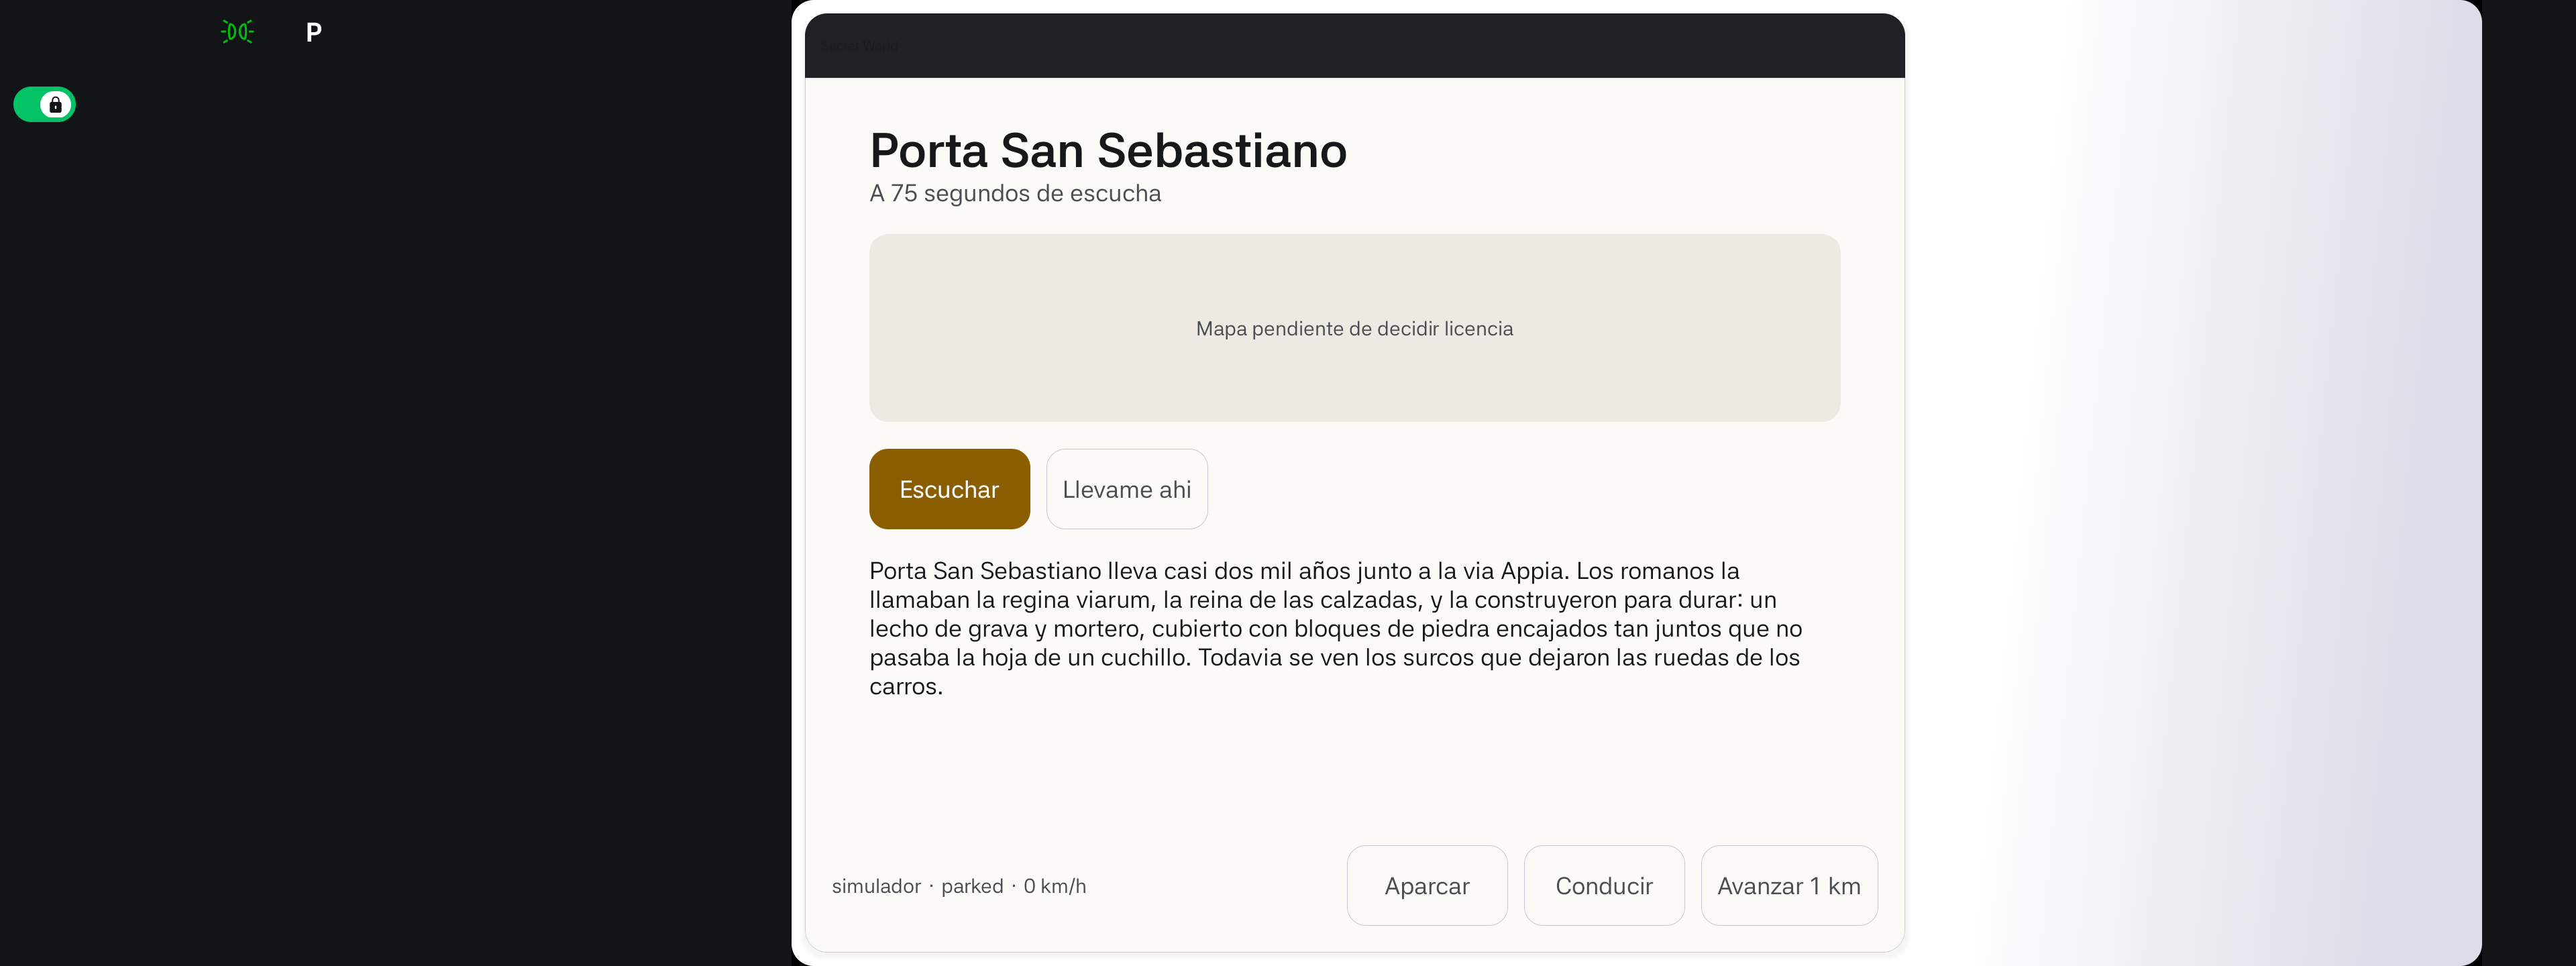 P
Porta San Sebastiano
A 75 segundos de escucha
Mapa pendiente de decidir licencia
Escuchar
Llevame ahi
Porta San Sebastiano lleva casi dos mil años junto a la via Appia. Los romanos la
llamaban la regina viarum, la reina de las calzadas, y la construyeron para durar: un
lecho de grava y mortero, cubierto con bloques de piedra encajados tan juntos que no
pasaba la hoja de un cuchillo. Todavia se ven los surcos que dejaron las ruedas de los
carros.
simulador · parked · 0 km/h
Aparcar
Conducir
Avanzar 1 km